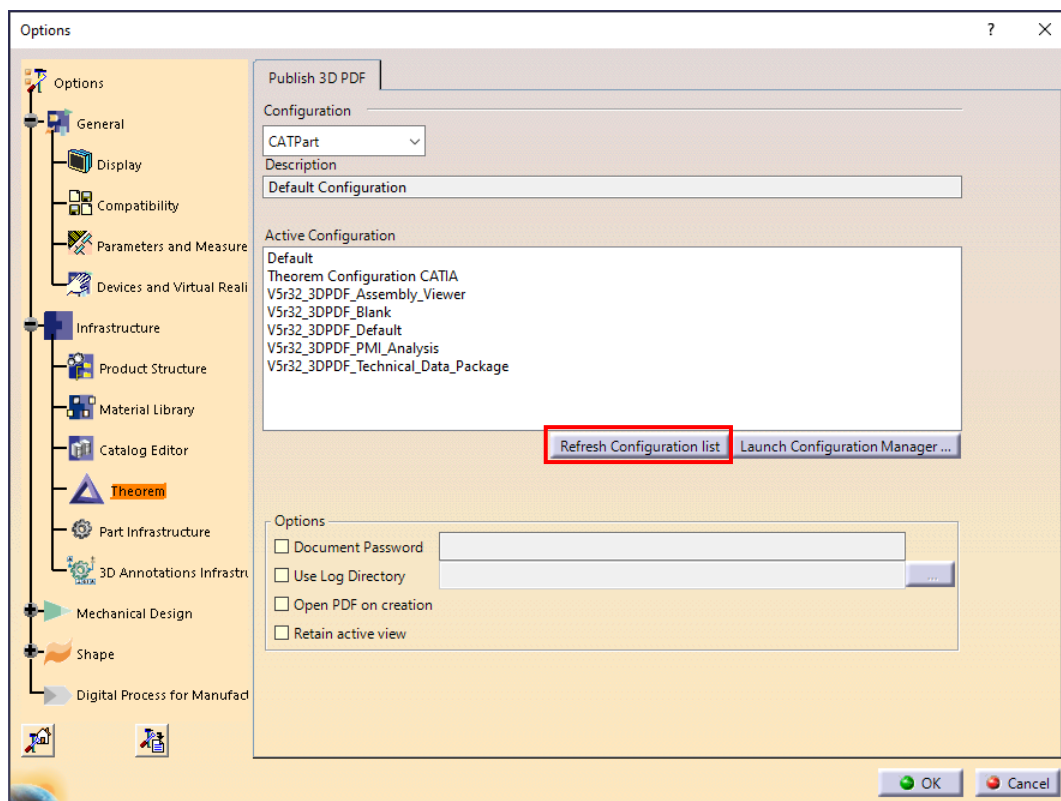 Options
?
Options
General
Display
Compatibility
Parameters and Measure
Devices and Virtual Reali
Infrastructure
Product Structure
Material Library
Catalog Editor
Theorem
Part Infrastructure
3D Annotations Infrastru
Mechanical Design
Shape
Digital Process for Manufact
Publish 3D PDF
Configuration
CATPart
Description
Default Configuration
Active Configuration
Default
Theorem Configuration CATIA
V5r32_3DPDF_Assembly_Viewer
V5r32_3DPDF_Blank
V5r32_3DPDF_Default
V5r32_3DPDF_PMI_Analysis
V5r32_3DPDF_Technical_Data_Package
Refresh Configuration list
Launch Configuration Manager ...
Options
Document Password
Use Log Directory
...
Open PDF on creation
Retain active view
OK
Cancel